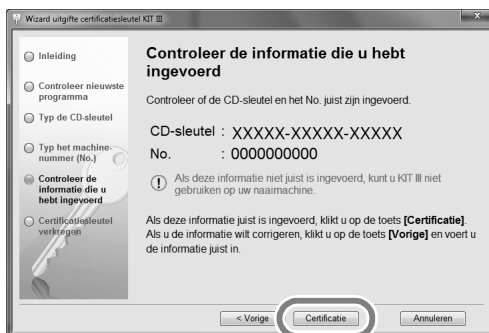 Wizard uitgifte certificatiesleutel KIT III
Inleiding
Controleer nieuwste
programma
Typ de CD-sleutel
Typ het machine-
nummer (No.)
Controleer de
informatie die u
hebt ingevoerd
Certificatiesleutel
verkregen
Controleer de informatie die u hebt
ingevoerd
Controleer of de CD-sleutel en het No. juist zijn ingevoerd.
CD-sleutel : XXXXX-XXXXX-XXXXX
No. : 0000000000
Als deze informatie niet juist is ingevoerd, kunt u KIT III niet
gebruiken op uw naaimachine.
Als deze informatie juist is ingevoerd, klikt u op de toets [Certificatie].
Als u de informatie wilt corrigeren, klikt u op de toets [Vorige] en voert u
de informatie juist in.
< Vorige
Certificatie
Annuleren